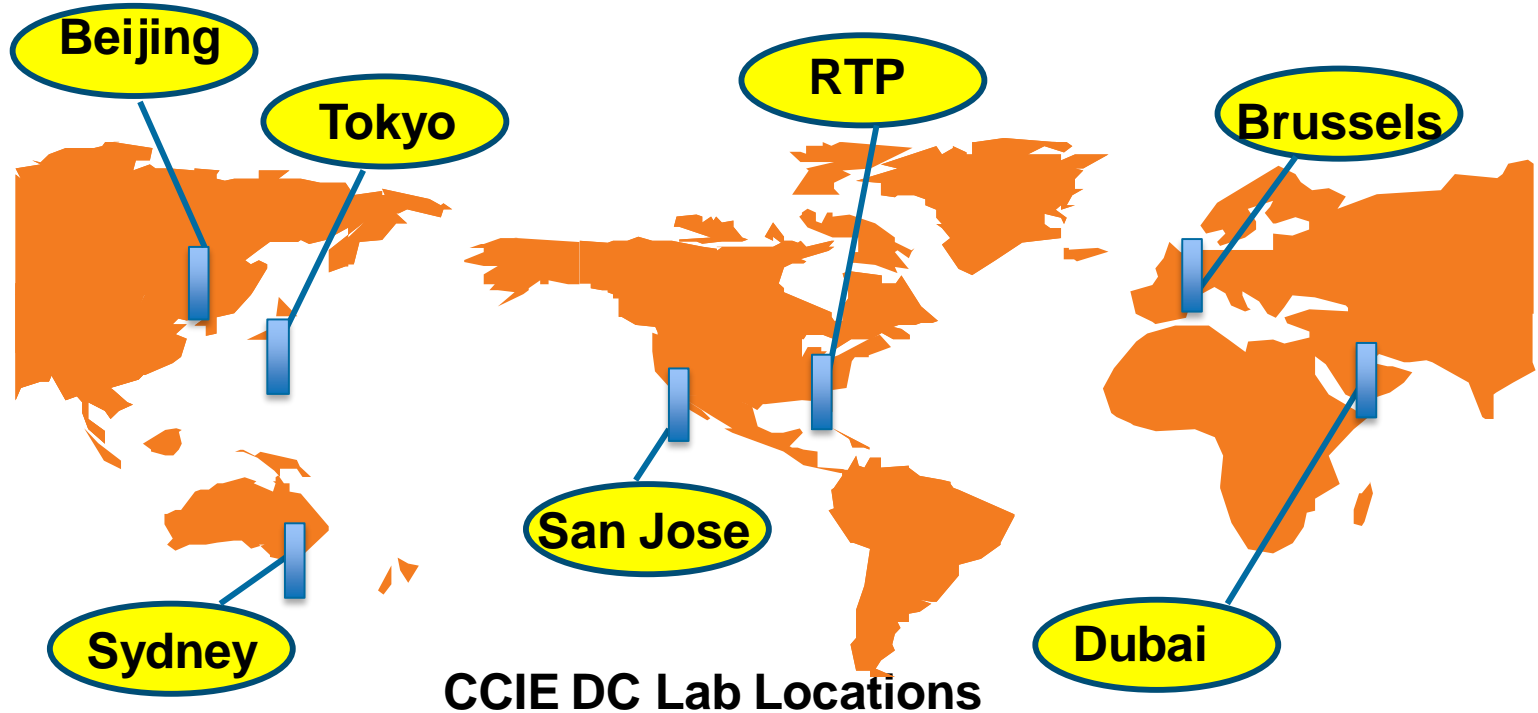 Beijing
Tokyo
RTP
Brussels
San Jose
Sydney
Dubai
CCIE DC Lab Locations